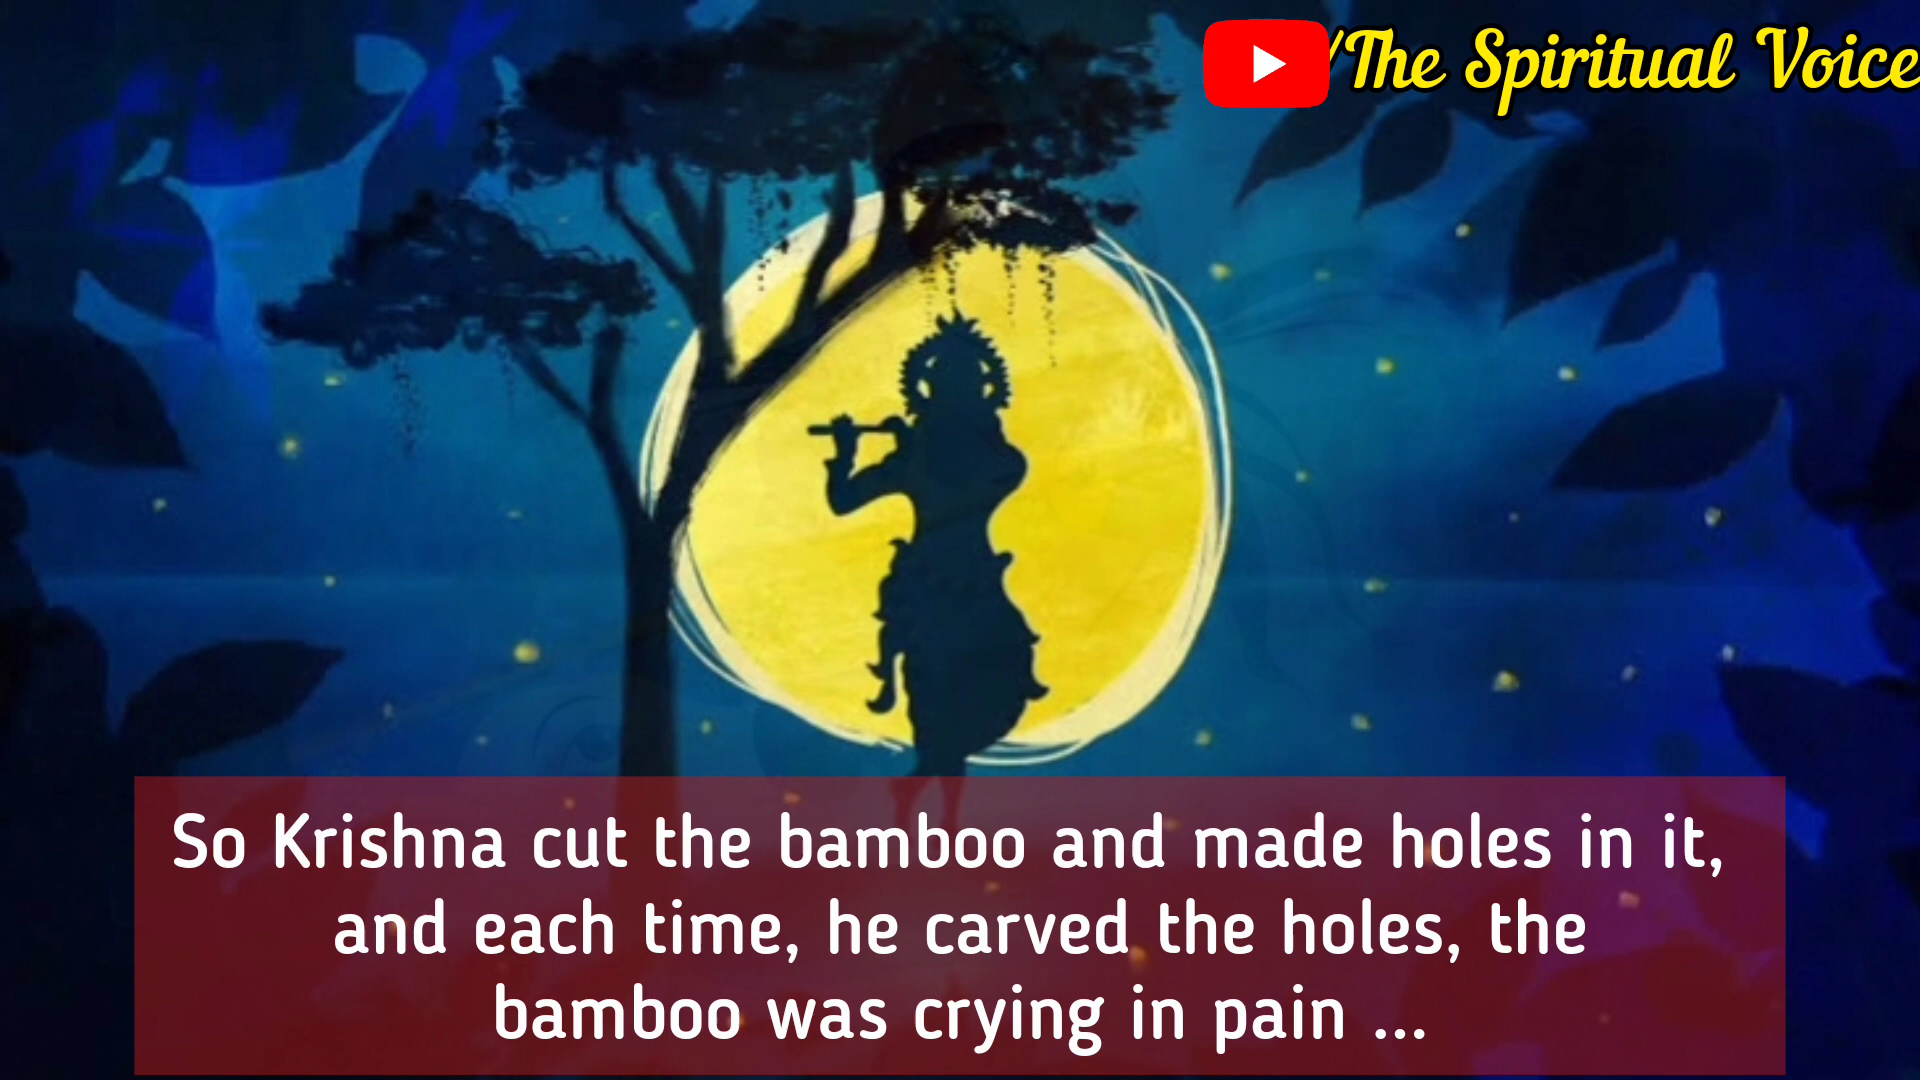 /The Spiritual Voice
So Krishna cut the bamboo and made holes in it,
and each time, he carved the holes, the
bamboo was crying in pain ...